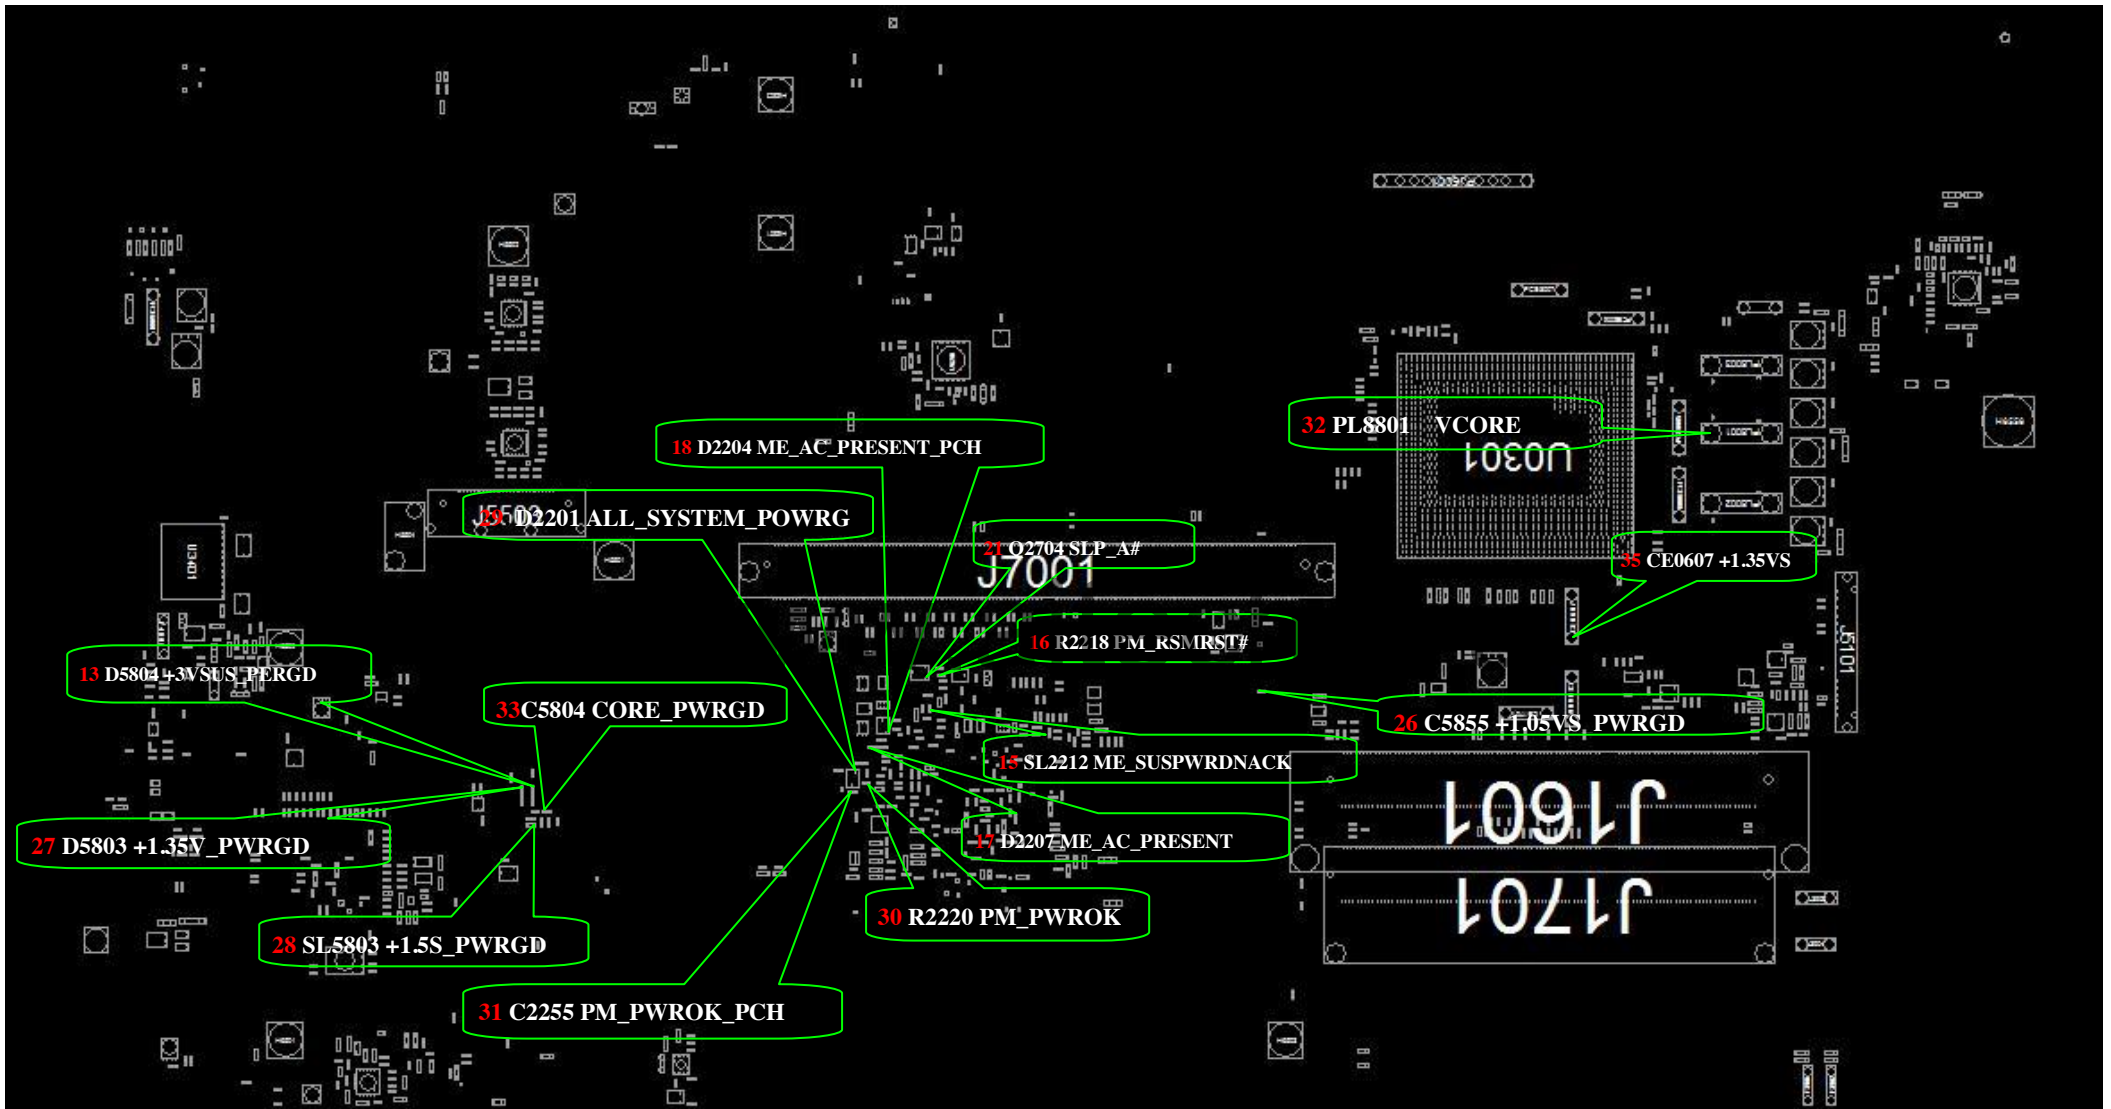 32 PL8801 VCORE
U0301
18 D2204 ME_AC_PRESENT_PCH
29 D2201 ALL_SYSTEM_POWRG
21 Q2704 SLP_A#
J7001
35 CE0607 +1.35VS
U3401
16 R2218 PM_RSMRST#
J5101
13 D5804 +3VSUS_PERGD
33C5804 CORE_PWRGD
26 C5855 +1.05VS_PWRGD
15 SL2212 ME_SUSPWRDNACK
J1601
27 D5803 +1.35V_PWRGD
17 D2207 ME_AC_PRESENT
J1701
30 R2220 PM_PWROK
28 SL5803 +1.5S_PWRGD
31 C2255 PM_PWROK_PCH